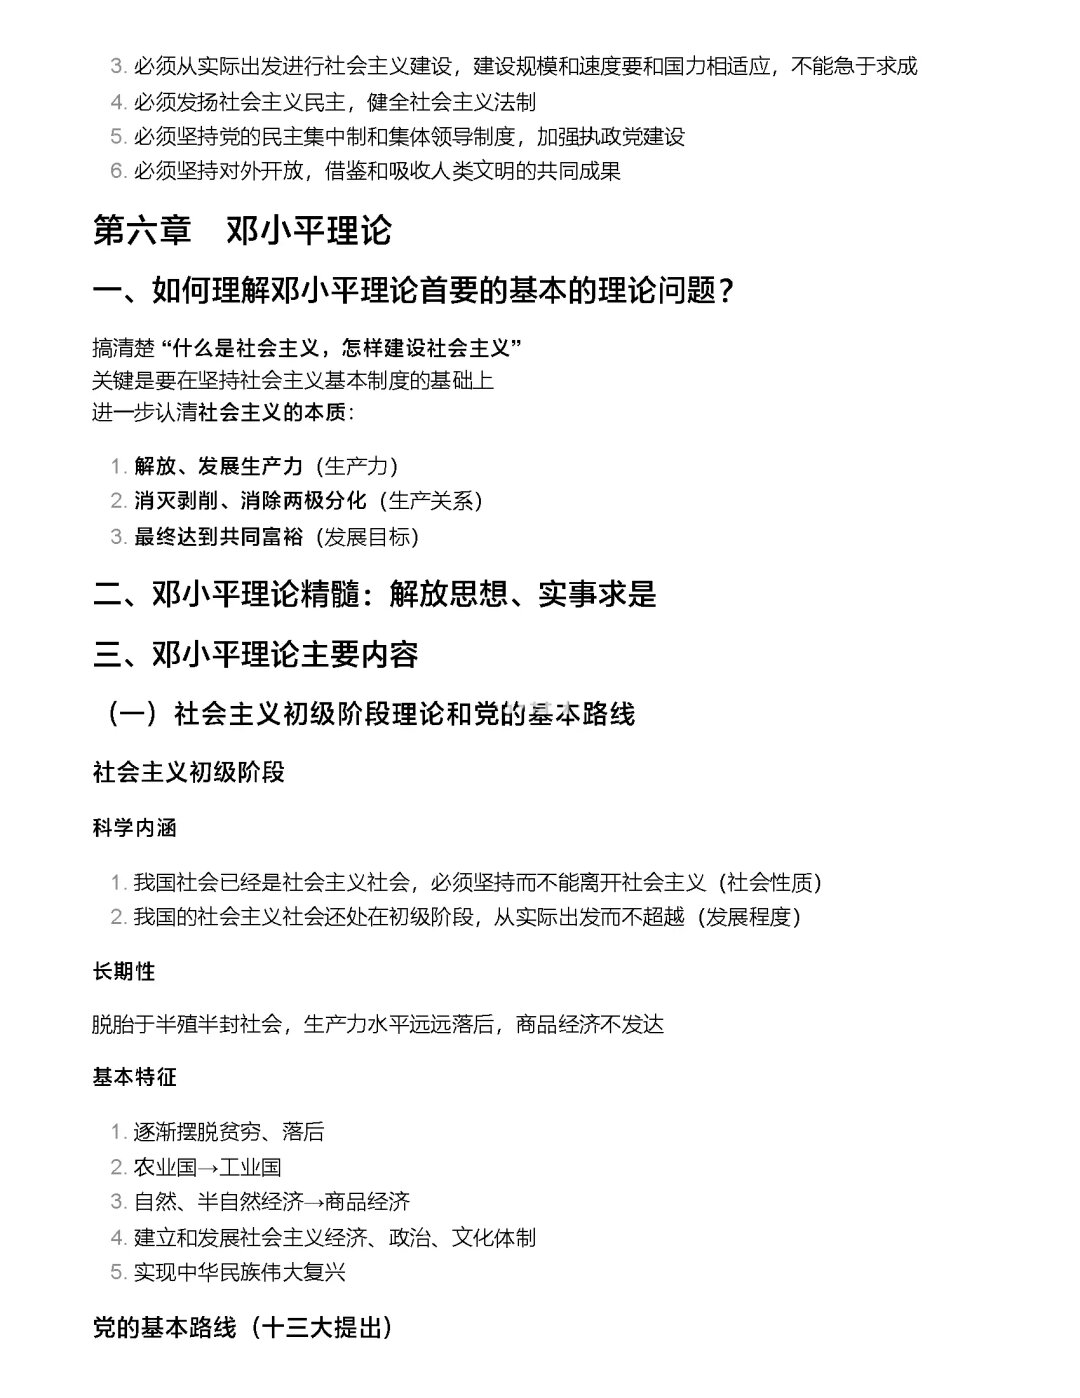 3. 必须从实际出发进行社会主义建设，建设规模和速度要和国力相适应，不能急于求成
4. 必须发扬社会主义民主，健全社会主义法制
5. 必须坚持党的民主集中制和集体领导制度，加强执政党建设
6. 必须坚持对外开放，借鉴和吸收人类文明的共同成果
第六章　邓小平理论
一、如何理解邓小平理论首要的基本的理论问题？
搞清楚 “什么是社会主义，怎样建设社会主义”
关键是要在坚持社会主义基本制度的基础上
进一步认清社会主义的本质：
1. 解放、发展生产力（生产力）
2. 消灭剥削、消除两极分化（生产关系）
3. 最终达到共同富裕（发展目标）
二、邓小平理论精髓：解放思想、实事求是
三、邓小平理论主要内容
（一）社会主义初级阶段理论和党的基本路线
社会主义初级阶段
科学内涵
1. 我国社会已经是社会主义社会，必须坚持而不能离开社会主义（社会性质）
2. 我国的社会主义社会还处在初级阶段，从实际出发而不超越（发展程度）
长期性
脱胎于半殖半封社会，生产力水平远远落后，商品经济不发达
基本特征
1. 逐渐摆脱贫穷、落后
2. 农业国→工业国
3. 自然、半自然经济→商品经济
4. 建立和发展社会主义经济、政治、文化体制
5. 实现中华民族伟大复兴
党的基本路线（十三大提出）